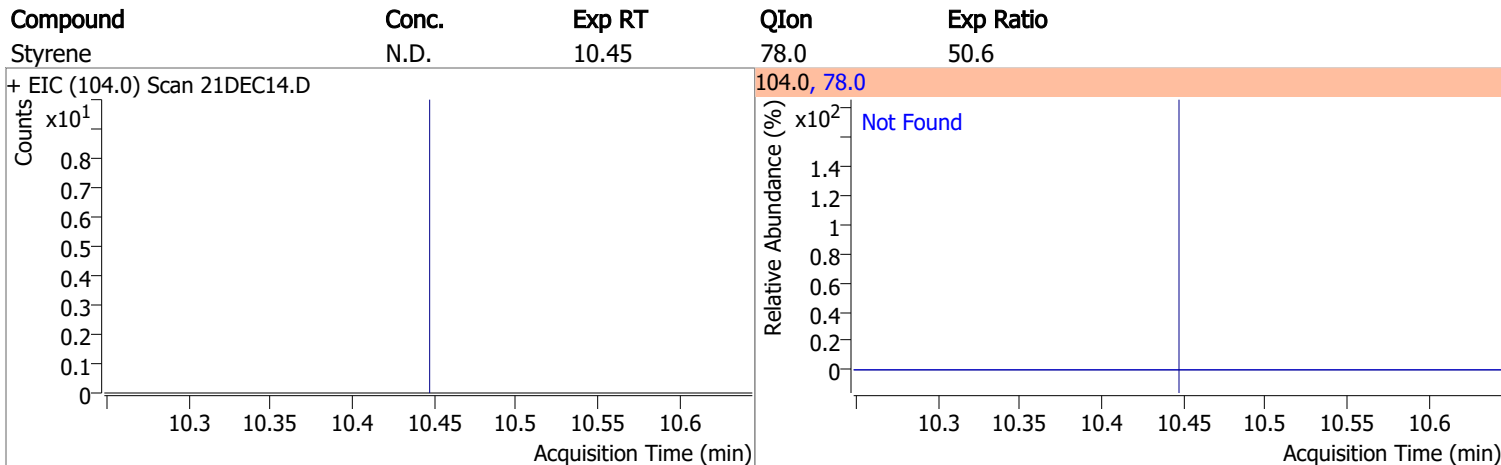 Compound Conc. Exp RT QIon Exp Ratio
Styrene N.D. 10.45 78.0 50.6
+ EIC (104.0) Scan 21DEC14.D
Counts
x10^1
0.8
0.7
0.6
0.5
0.4
0.3
0.2
0.1
0
10.3 10.35 10.4 10.45 10.5 10.55 10.6
Acquisition Time (min)
104.0, 78.0
Relative Abundance (%)
x10^2
Not Found
1.4
1.2
1
0.8
0.6
0.4
0.2
0
10.3 10.35 10.4 10.45 10.5 10.55 10.6
Acquisition Time (min)